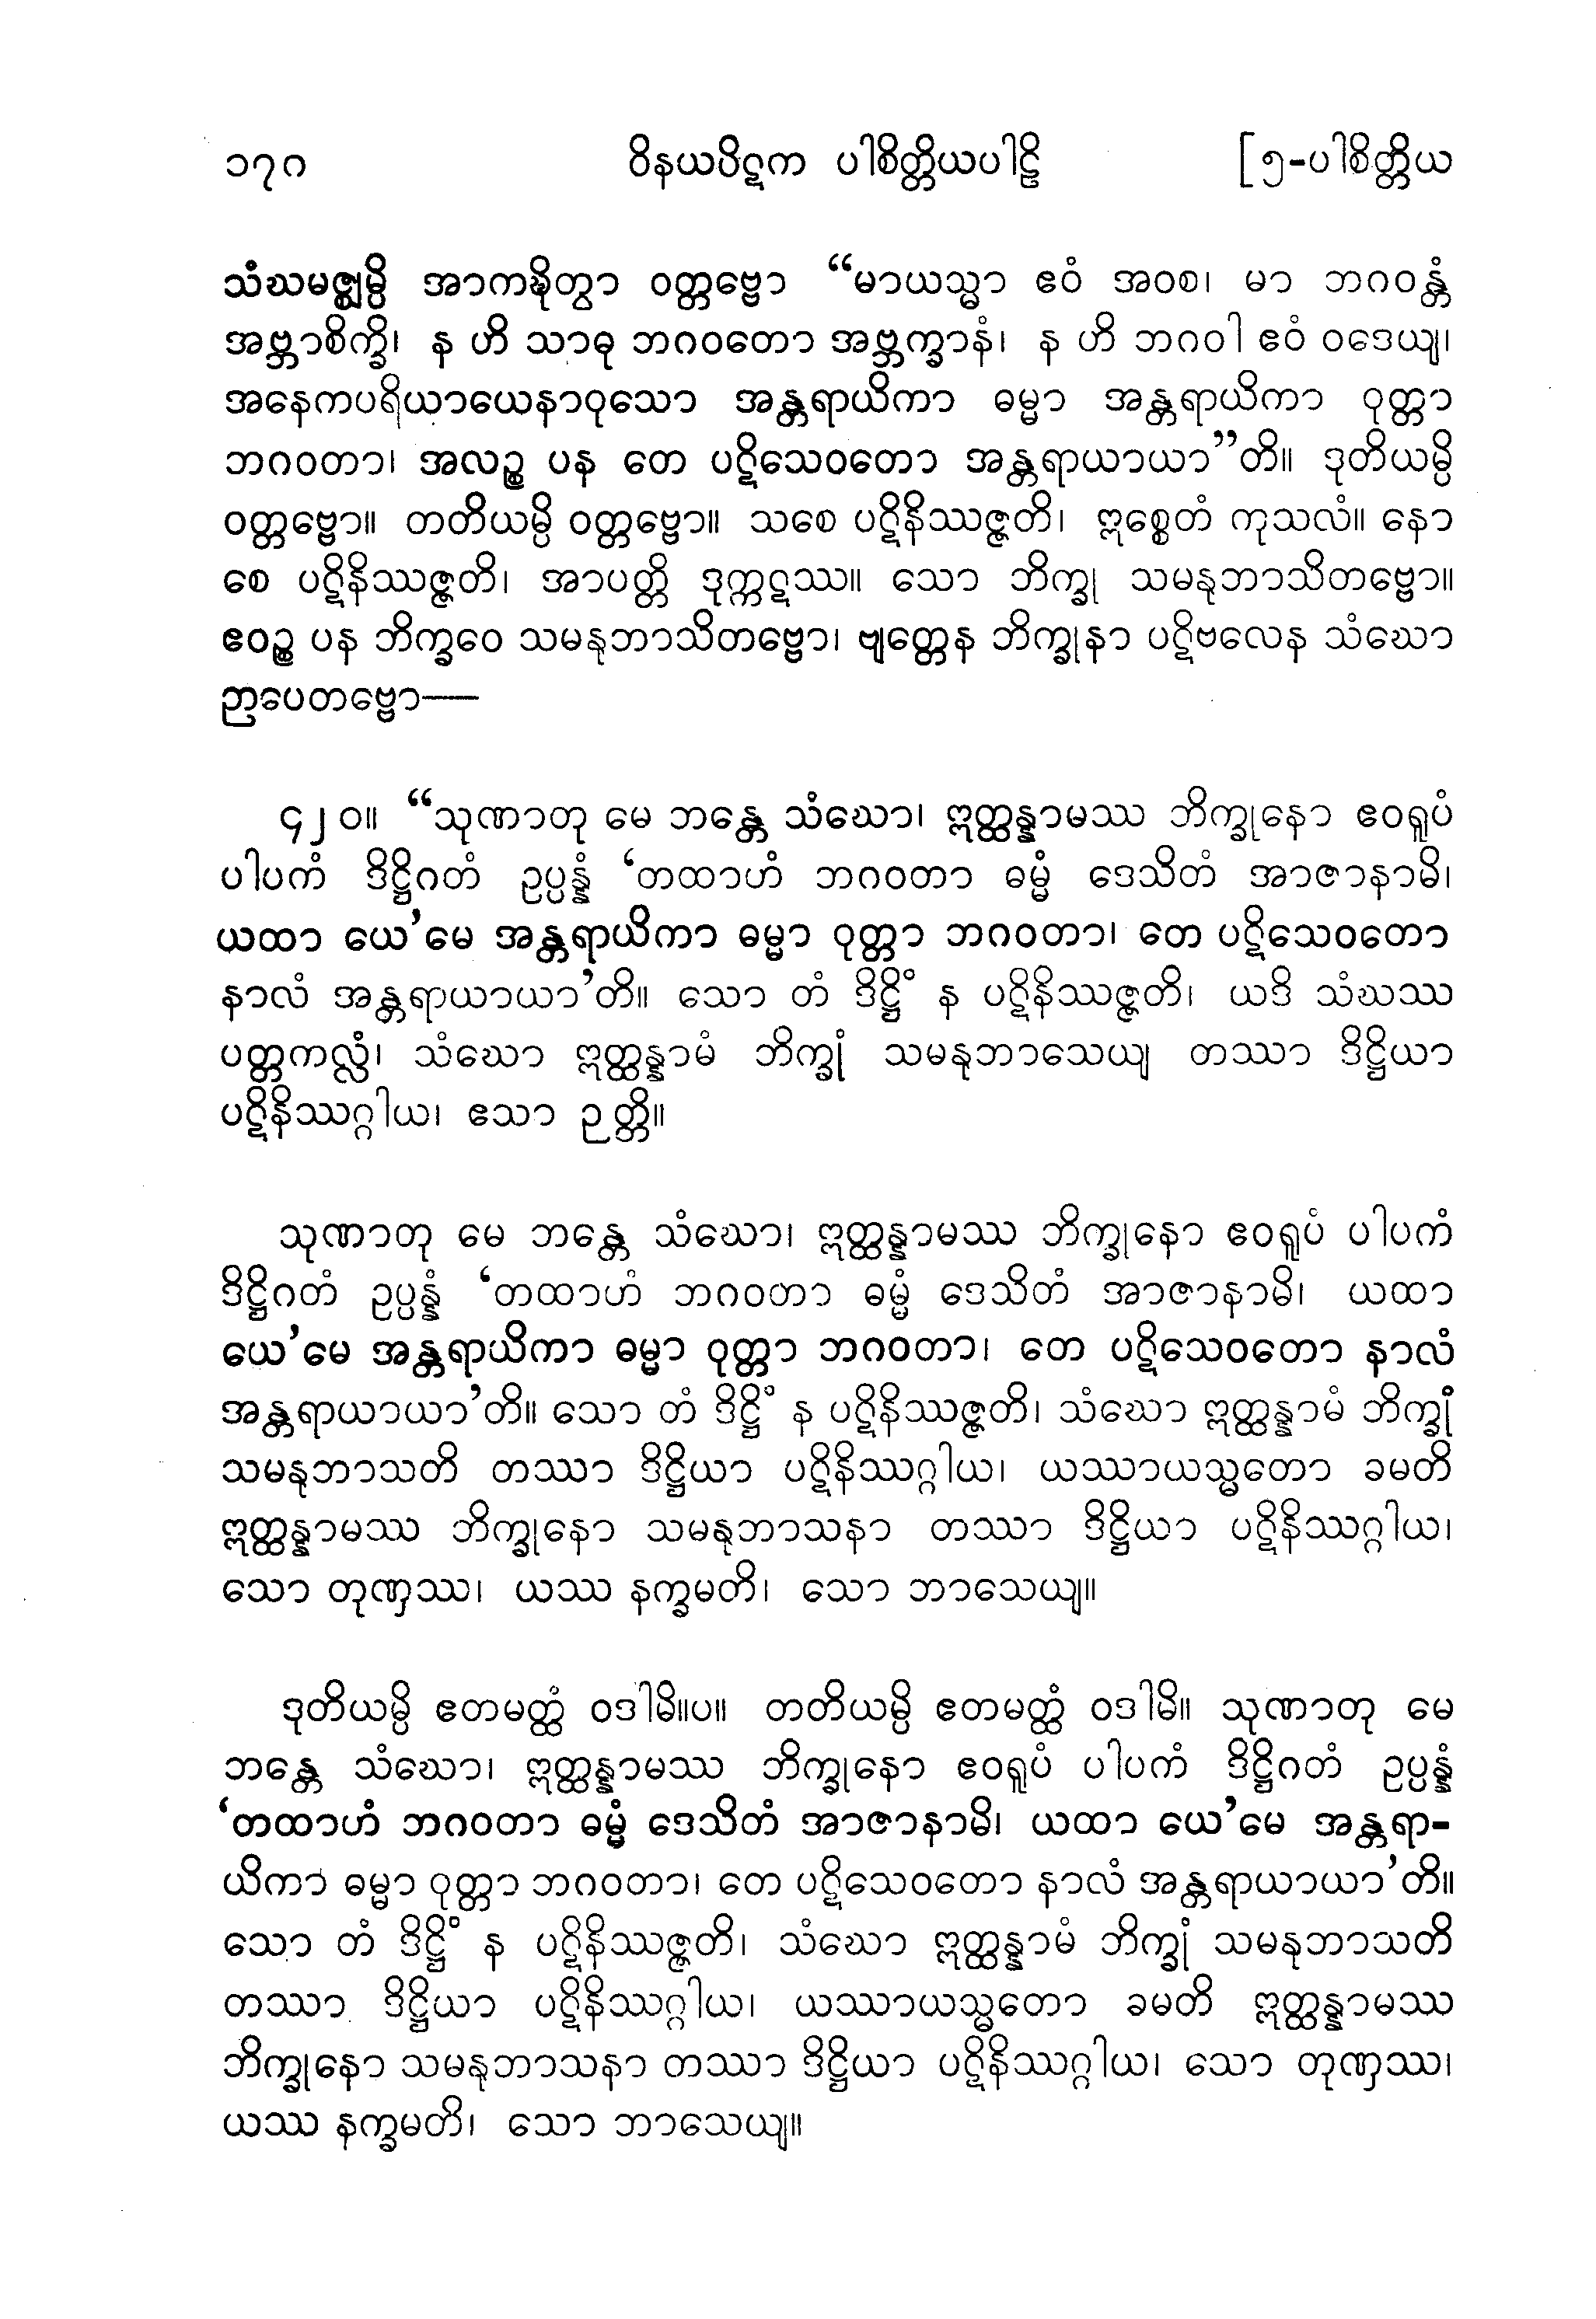 ၁၇ဂ ဝိနယပိဋက ပါစိတ္တိယပါဠိ [၅-ပါစိတ္တိယ
သံဃမဇ္ဈမ္ပိ အာကဍ္ဎိတွာ ဝတ္တဗ္ဗော “မာယသ္မာ ဧဝံ အဝစ၊ မာ ဘဂဝန္တံ
အဗ္ဘာစိက္ခိ၊ န ဟိ သာဓု ဘဂဝတော အဗ္ဘက္ခာနံ၊ န ဟိ ဘဂဝါ ဧဝံ ဝဒေယျ၊
အနေကပရိယာယေနာဝုသော အန္တရာယိကာ ဓမ္မာ အန္တရာယိကာ ဝုတ္တာ
ဘဂဝတာ၊ အလဉ္စ ပန တေ ပဋိသေဝတော အန္တရာယာယာ”တိ။ ဒုတိယမ္ပိ
ဝတ္တဗ္ဗော။ တတိယမ္ပိ ဝတ္တဗ္ဗော။ သစေ ပဋိနိဿဇ္ဇတိ၊ ဣစ္စေတံ ကုသလံ။ နော
စေ ပဋိနိဿဇ္ဇတိ၊ အာပတ္တိ ဒုက္ကဋဿ။ သော ဘိက္ခု သမနုဘာသိတဗ္ဗော။
ဧဝဉ္စ ပန ဘိက္ခဝေ သမနုဘာသိတဗ္ဗော၊ ဗျတ္တေန ဘိက္ခုနာ ပဋိဗလေန သံဃော
ဉာပေတဗ္ဗော—
၄၂ဝ။ “သုဏာတု မေ ဘန္တေ သံဃော၊ ဣတ္ထန္နာမဿ ဘိက္ခုနော ဧဝရူပံ
ပါပကံ ဒိဋ္ဌိဂတံ ဥပ္ပန္နံ ‘တထာဟံ ဘဂဝတာ ဓမ္မံ ဒေသိတံ အာဇာနာမိ၊
ယထာ ယေ’မေ အန္တရာယိကာ ဓမ္မာ ဝုတ္တာ ဘဂဝတာ၊ တေ ပဋိသေဝတော
နာလံ အန္တရာယာယာ’တိ။ သော တံ ဒိဋ္ဌိံ န ပဋိနိဿဇ္ဇတိ၊ ယဒိ သံဃဿ
ပတ္တကလ္လံ၊ သံဃော ဣတ္ထန္နာမံ ဘိက္ခုံ သမနုဘာသေယျ တဿာ ဒိဋ္ဌိယာ
ပဋိနိဿဂ္ဂါယ၊ ဧသာ ဉတ္တိ။
သုဏာတု မေ ဘန္တေ သံဃော၊ ဣတ္ထန္နာမဿ ဘိက္ခုနော ဧဝရူပံ ပါပကံ
ဒိဋ္ဌိဂတံ ဥပ္ပန္နံ ‘တထာဟံ ဘဂဝတာ ဓမ္မံ ဒေသိတံ အာဇာနာမိ၊ ယထာ
ယေ’မေ အန္တရာယိကာ ဓမ္မာ ဝုတ္တာ ဘဂဝတာ၊ တေ ပဋိသေဝတော နာလံ
အန္တရာယာယာ’တိ။ သော တံ ဒိဋ္ဌိံ န ပဋိနိဿဇ္ဇတိ၊ သံဃော ဣတ္ထန္နာမံ ဘိက္ခုံ
သမနုဘာသတိ တဿာ ဒိဋ္ဌိယာ ပဋိနိဿဂ္ဂါယ၊ ယဿာယသ္မတော ခမတိ
ဣတ္ထန္နာမဿ ဘိက္ခုနော သမနုဘာသနာ တဿာ ဒိဋ္ဌိယာ ပဋိနိဿဂ္ဂါယ၊
သော တုဏှဿ၊ ယဿ နက္ခမတိ၊ သော ဘာသေယျ။
ဒုတိယမ္ပိ ဧတမတ္ထံ ဝဒါမိ။ပ။ တတိယမ္ပိ ဧတမတ္ထံ ဝဒါမိ။ သုဏာတု မေ
ဘန္တေ သံဃော၊ ဣတ္ထန္နာမဿ ဘိက္ခုနော ဧဝရူပံ ပါပကံ ဒိဋ္ဌိဂတံ ဥပ္ပန္နံ
‘တထာဟံ ဘဂဝတာ ဓမ္မံ ဒေသိတံ အာဇာနာမိ၊ ယထာ ယေ’မေ အန္တရာ-
ယိကာ ဓမ္မာ ဝုတ္တာ ဘဂဝတာ၊ တေ ပဋိသေဝတော နာလံ အန္တရာယာယာ’တိ။
သော တံ ဒိဋ္ဌိံ န ပဋိနိဿဇ္ဇတိ၊ သံဃော ဣတ္ထန္နာမံ ဘိက္ခုံ သမနုဘာသတိ
တဿာ ဒိဋ္ဌိယာ ပဋိနိဿဂ္ဂါယ၊ ယဿာယသ္မတော ခမတိ ဣတ္ထန္နာမဿ
ဘိက္ခုနော သမနုဘာသနာ တဿာ ဒိဋ္ဌိယာ ပဋိနိဿဂ္ဂါယ၊ သော တုဏှဿ၊
ယဿ နက္ခမတိ၊ သော ဘာသေယျ။